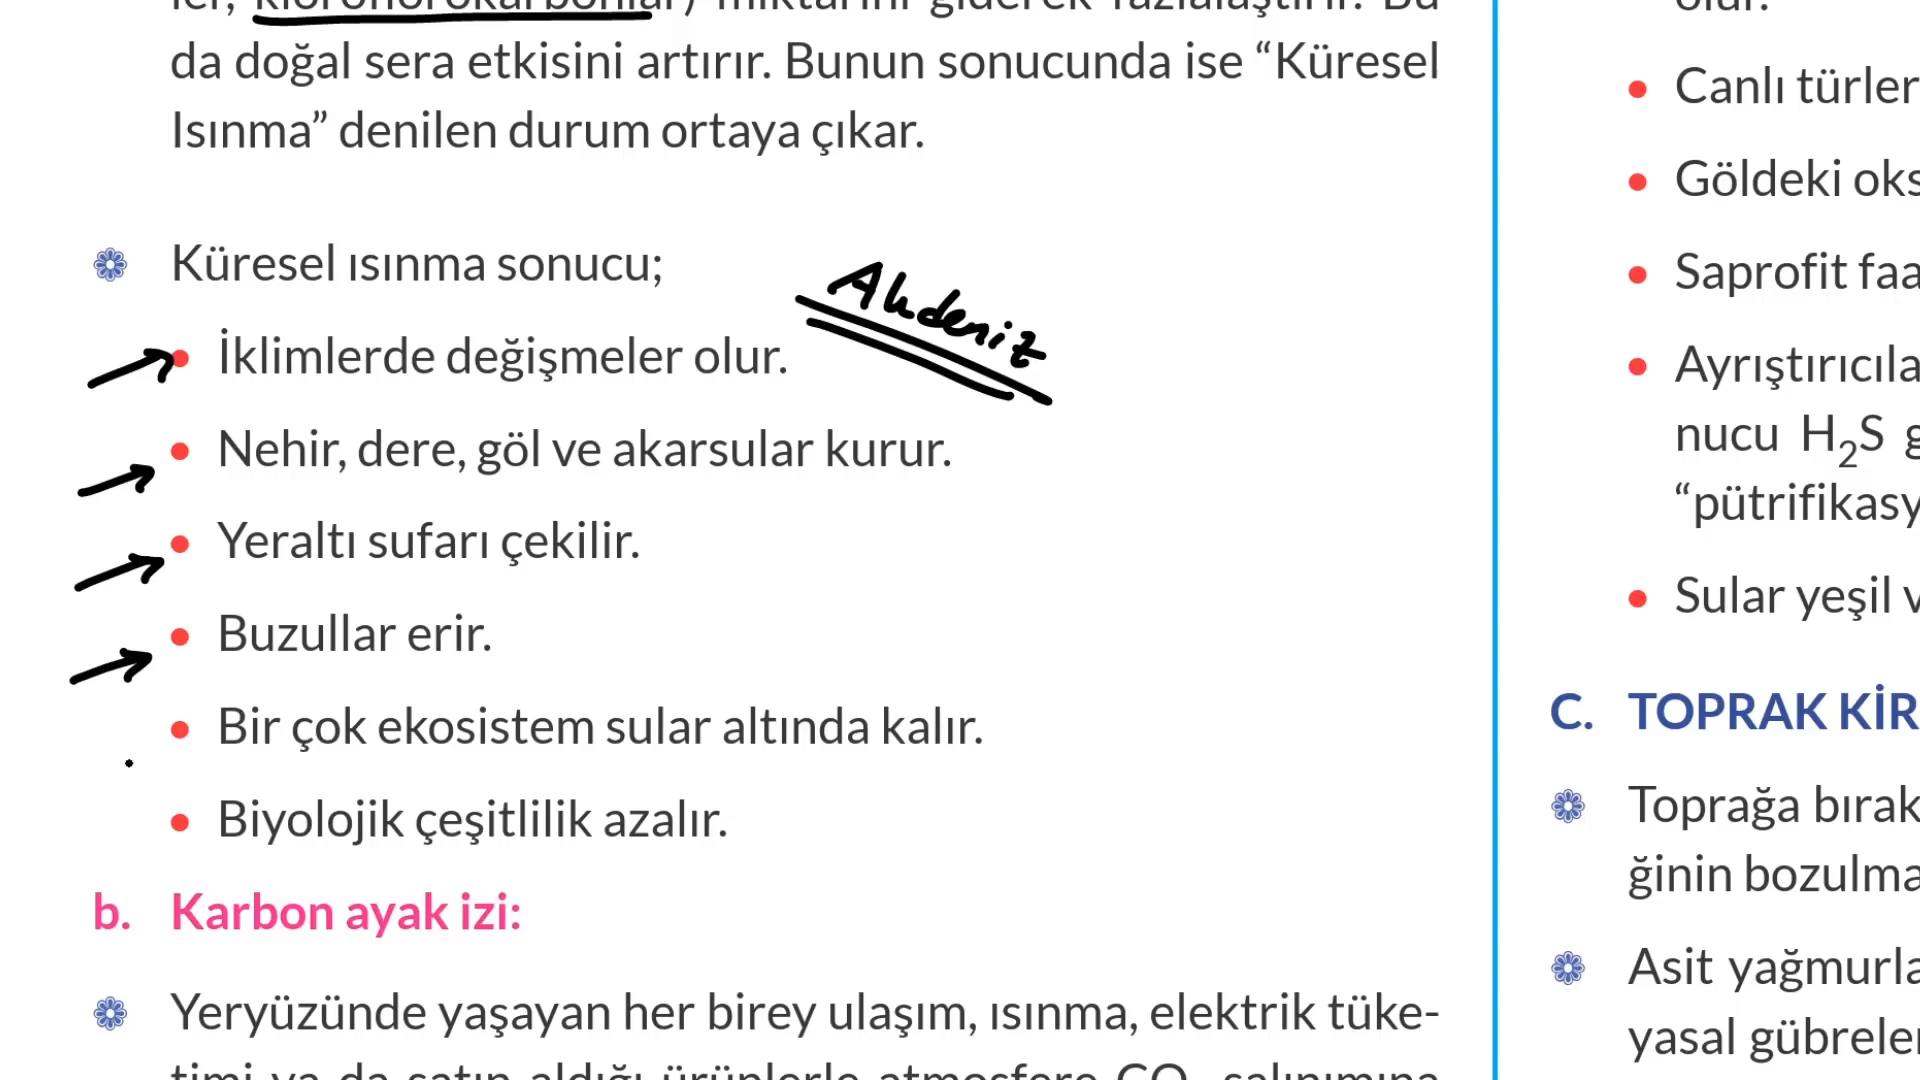 da doğal sera etkisini artırır. Bunun sonucunda ise “Küresel
Isınma” denilen durum ortaya çıkar.
Küresel ısınma sonucu;
Akdeniz
• İklimlerde değişmeler olur.
• Nehir, dere, göl ve akarsular kurur.
• Yeraltı sufarı çekilir.
• Buzullar erir.
• Bir çok ekosistem sular altında kalır.
• Biyolojik çeşitlilik azalır.
b. Karbon ayak izi:
Yeryüzünde yaşayan her birey ulaşım, ısınma, elektrik tüke-
• Canlı türler
• Göldeki oks
• Saprofit faa
• Ayrıştırıcıla
nucu H₂S g
“pütrifikasy
• Sular yeşil v
C. TOPRAK KİR
Toprağa bırak
ğinin bozulma
Asit yağmurla
yasal gübreler